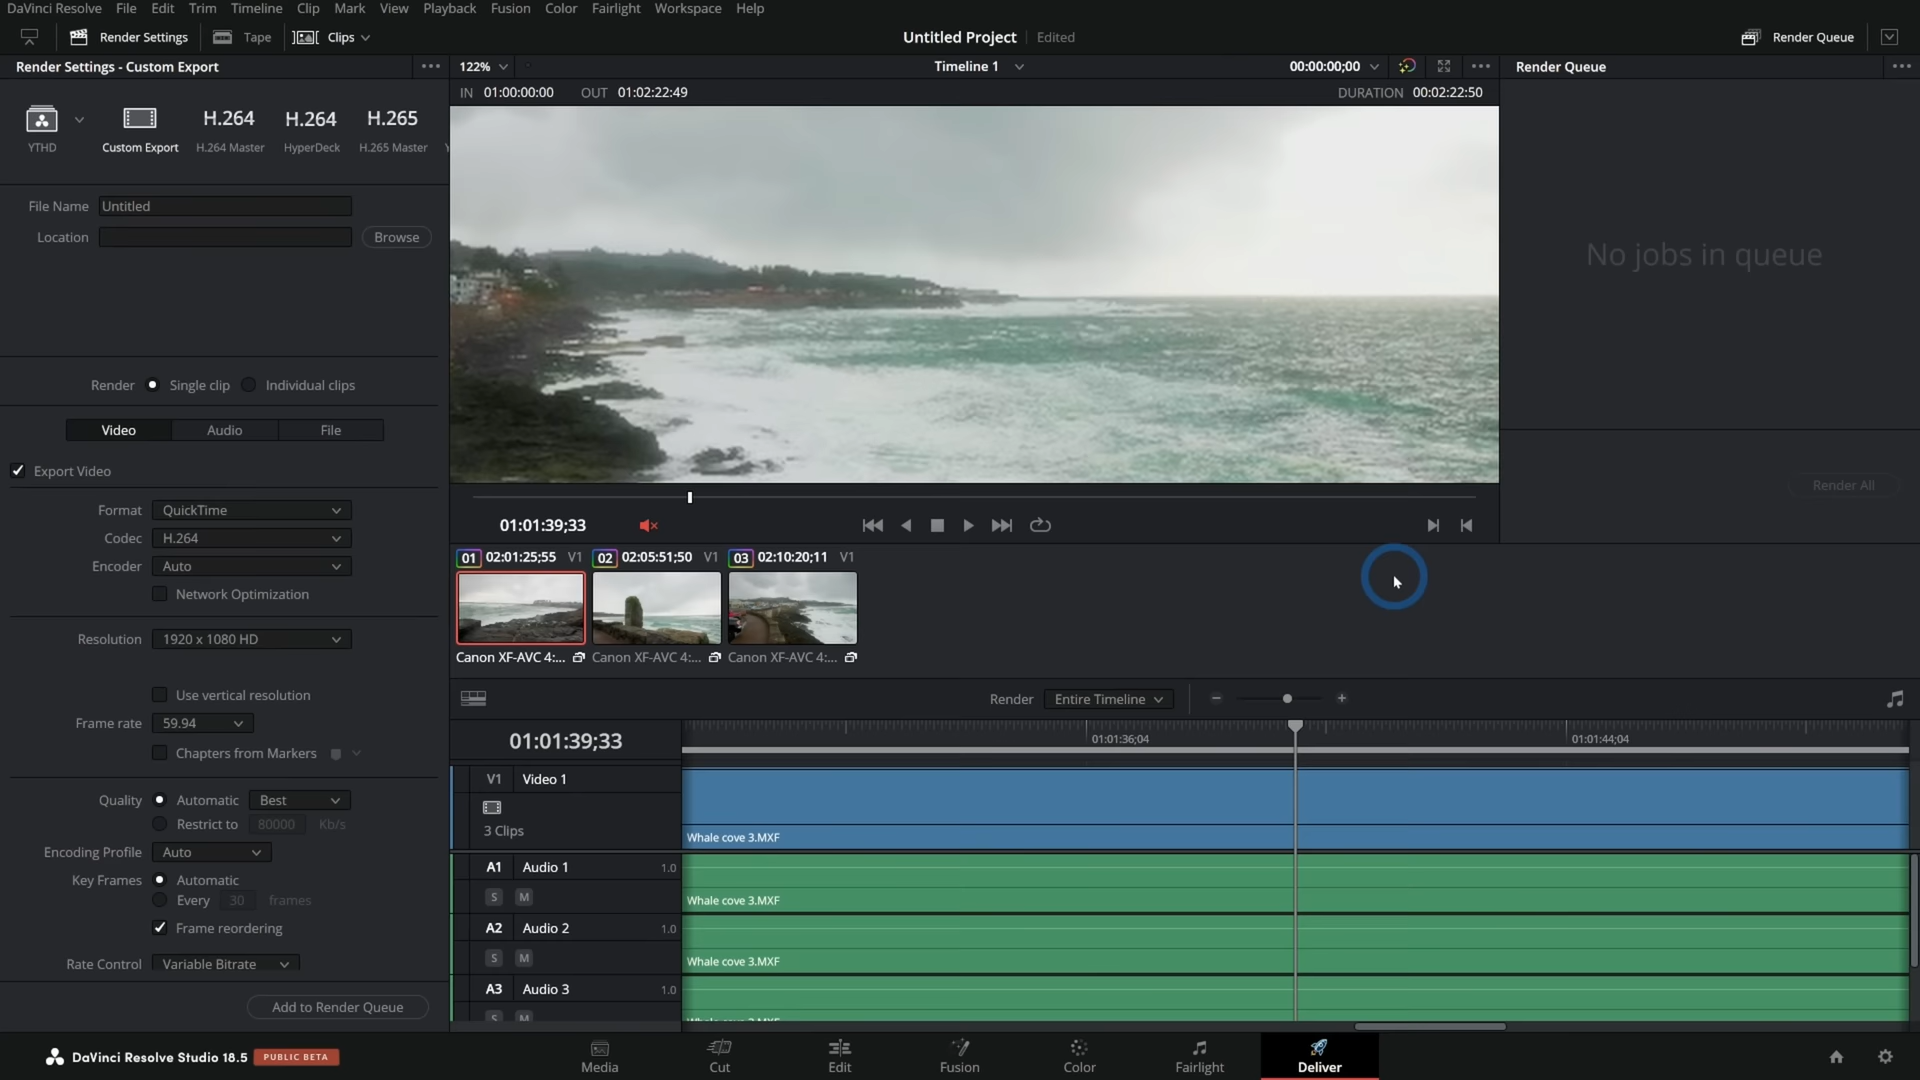 DaVinci Resolve File Edit Trim Timeline Clip Mark View Playback Fusion Color Fairlight Workspace Help
Render Settings Tape Clips Untitled Project Edited Render Queue
Render Settings - Custom Export 122% Timeline 1 00:00:00;00 Render Queue
IN 01:00:00:00 OUT 01:02:22:49 DURATION 00:02:22:50
H.264 H.264 H.265
YTHD Custom Export H.264 Master HyperDeck H.265 Master
File Name Untitled
Location Browse
No jobs in queue
Render Single clip Individual clips
Video Audio File
Export Video
Render All
Format QuickTime
01:01:39;33
Codec H.264
01 02:01:25;55 V1 02 02:05:51;50 V1 03 02:10:20;11 V1
Encoder Auto
Network Optimization
Resolution 1920 x 1080 HD
Canon XF-AVC 4:... Canon XF-AVC 4:... Canon XF-AVC 4:...
Use vertical resolution
Render Entire Timeline
Frame rate 59.94
01:01:39;33 01:01:36;04 01:01:44;04
Chapters from Markers
V1 Video 1
Quality Automatic Best
Restrict to 80000 Kb/s
3 Clips
Whale cove 3.MXF
Encoding Profile Auto
A1 Audio 1 1.0
Key Frames Automatic
Every 30 frames
S M Whale cove 3.MXF
Frame reordering
A2 Audio 2 1.0
S M Whale cove 3.MXF
Rate Control Variable Bitrate
A3 Audio 3 1.0
Add to Render Queue
S M Whale cove 3.MXF
DaVinci Resolve Studio 18.5 PUBLIC BETA
Media Cut Edit Fusion Color Fairlight Deliver